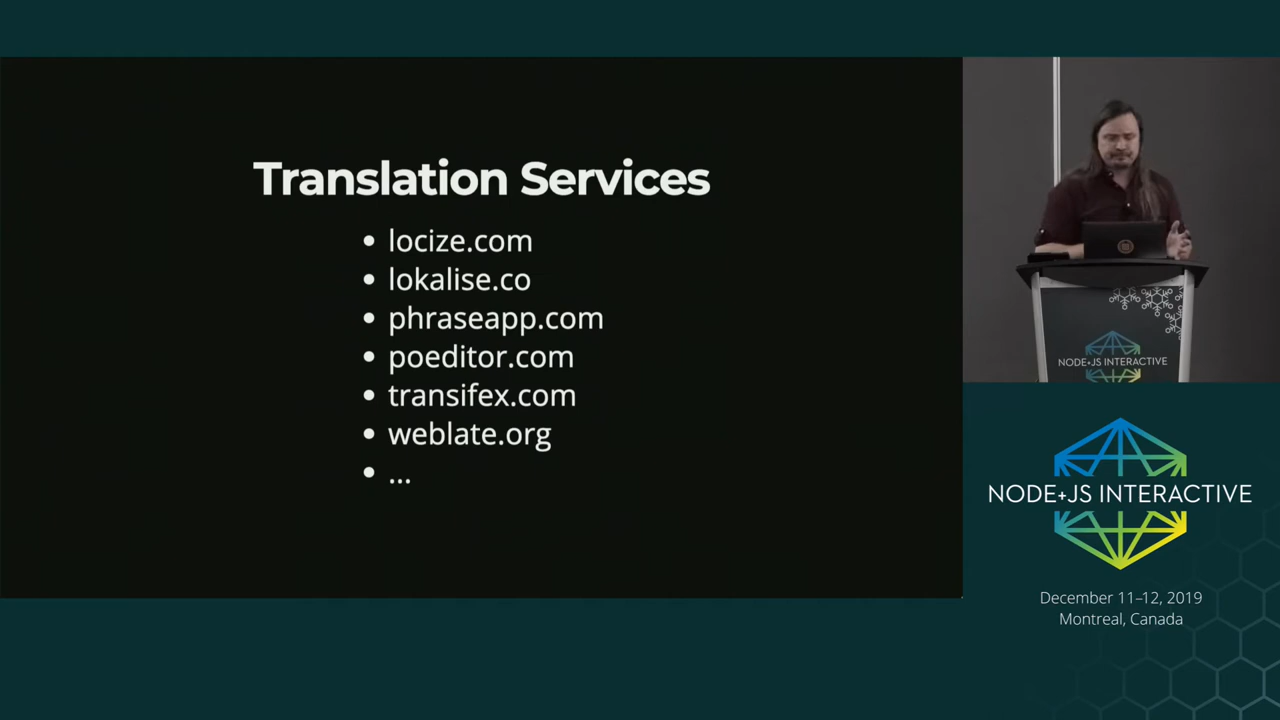 Translation Services
• locize.com
• lokalise.co
• phraseapp.com
• poeditor.com
• transifex.com
• weblate.org
• ...
NODE+JS INTERACTIVE
NODE+JS INTERACTIVE
December 11–12, 2019
Montreal, Canada